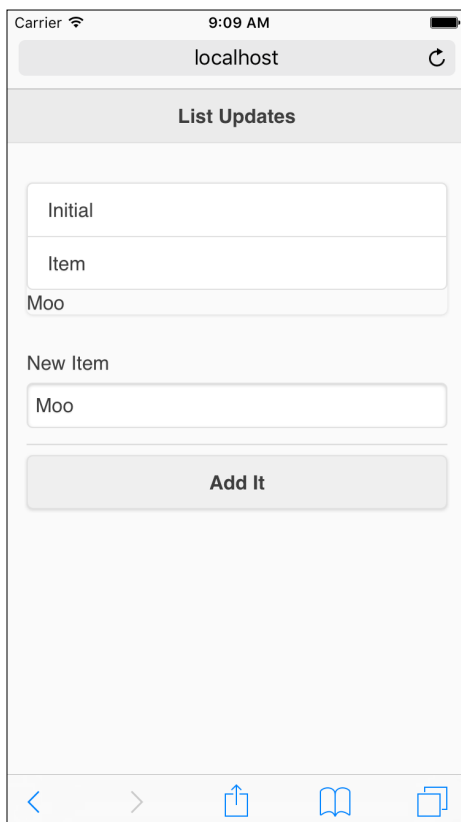 Carrier 9:09 AM
localhost
List Updates
Initial
Item
Moo
New Item
Moo
Add It